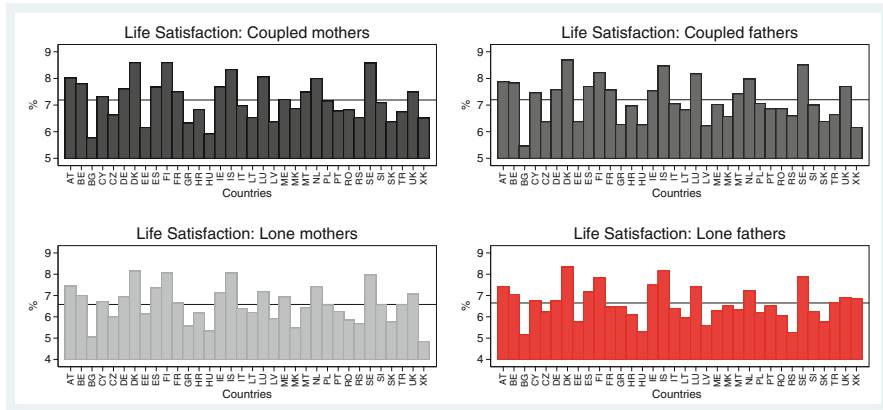 Life Satisfaction: Coupled mothers
9
8
7
6
5
%
AT BE BG CY CZ DE DK EE ES FI FR GR HR HU IE IS IT LT LU LV ME MK MT NL PL PT RO RS SE SI SK TR UK XK
Countries
Life Satisfaction: Coupled fathers
9
8
7
6
5
%
AT BE BG CY CZ DE DK EE ES FI FR GR HR HU IE IS IT LT LU LV ME MK MT NL PL PT RO RS SE SI SK TR UK XK
Countries
Life Satisfaction: Lone mothers
9
8
7
6
5
4
%
AT BE BG CY CZ DE DK EE ES FI FR GR HR HU IE IS IT LT LU LV ME MK MT NL PL PT RO RS SE SI SK TR UK XK
Countries
Life Satisfaction: Lone fathers
9
8
7
6
5
4
%
AT BE BG CY CZ DE DK EE ES FI FR GR HR HU IE IS IT LT LU LV ME MK MT NL PL PT RO RS SE SI SK TR UK XK
Countries